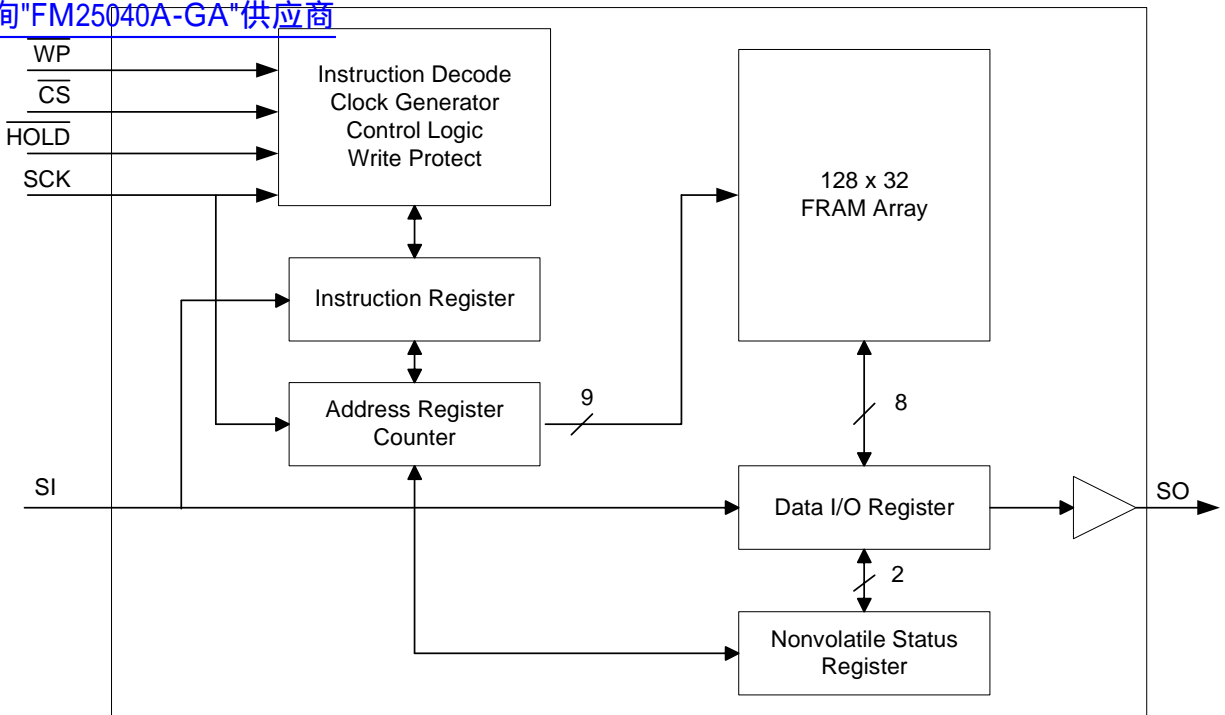 询"FM25040A-GA"供应商
WP
CS
HOLD
SCK
Instruction Decode
Clock Generator
Control Logic
Write Protect
128 x 32
FRAM Array
Instruction Register
Address Register
Counter
9
8
SI
Data I/O Register
SO
2
Nonvolatile Status
Register